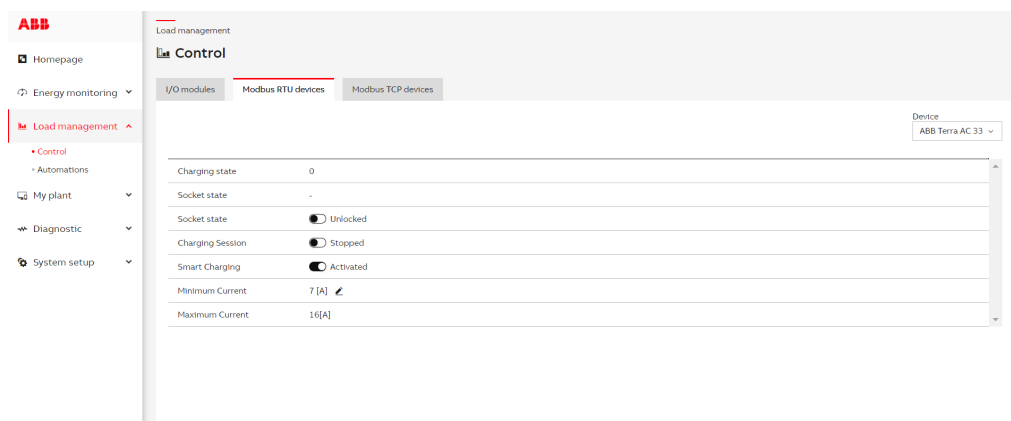 ABB
Homepage
Energy monitoring
Load management
Control
Automations
My plant
Diagnostic
System setup
Load management
Control
I/O modules
Modbus RTU devices
Modbus TCP devices
Device
ABB Terra AC 33
Charging state 0
Socket state -
Socket state Unlocked
Charging Session Stopped
Smart Charging Activated
Minimum Current 7 [A]
Maximum Current 16[A]